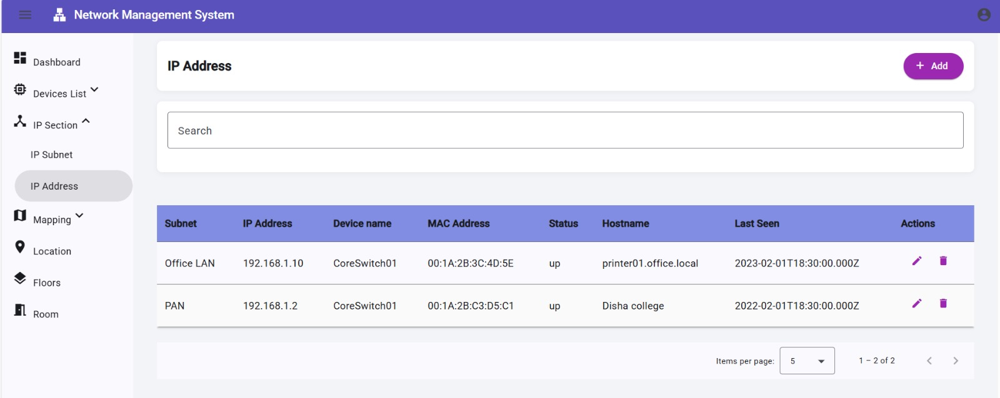 Network Management System
Dashboard
Devices List
IP Section
IP Subnet
IP Address
Mapping
Location
Floors
Room
IP Address
+ Add
Search
Subnet IP Address Device name MAC Address Status Hostname Last Seen Actions
Office LAN 192.168.1.10 CoreSwitch01 00:1A:2B:3C:4D:5E up printer01.office.local 2023-02-01T18:30:00.000Z
PAN 192.168.1.2 CoreSwitch01 00:1A:2B:C3:D5:C1 up Disha college 2022-02-01T18:30:00.000Z
Items per page: 5 1 – 2 of 2